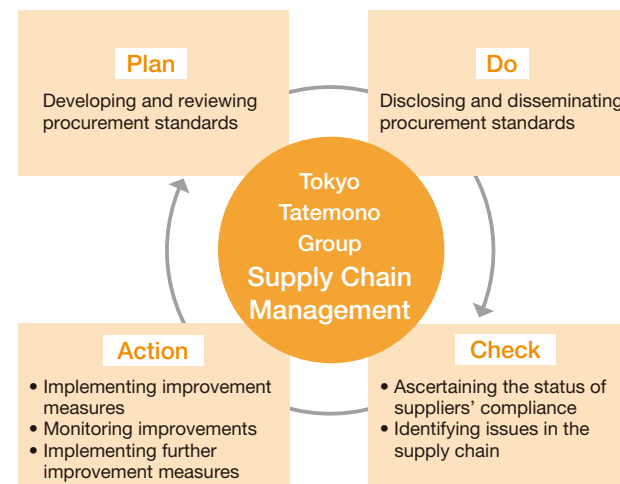 Plan
Developing and reviewing
procurement standards
Do
Disclosing and disseminating
procurement standards
Tokyo
Tatemono
Group
Supply Chain
Management
Action
• Implementing improvement
measures
• Monitoring improvements
• Implementing further
improvement measures
Check
• Ascertaining the status of
suppliers’ compliance
• Identifying issues in the
supply chain